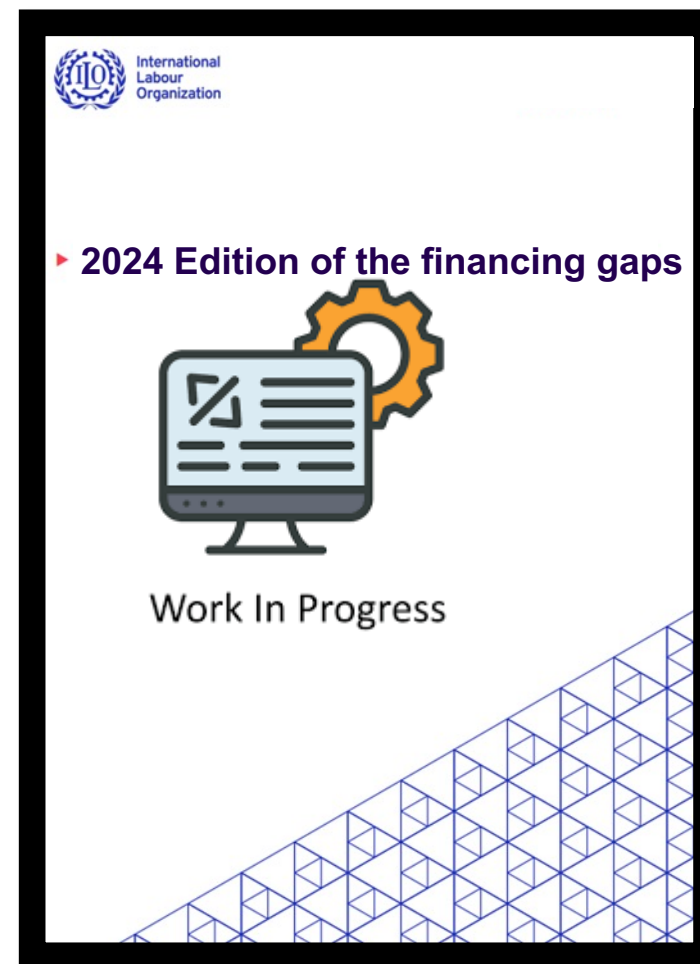 International
Labour
Organization
2024 Edition of the financing gaps
Work In Progress